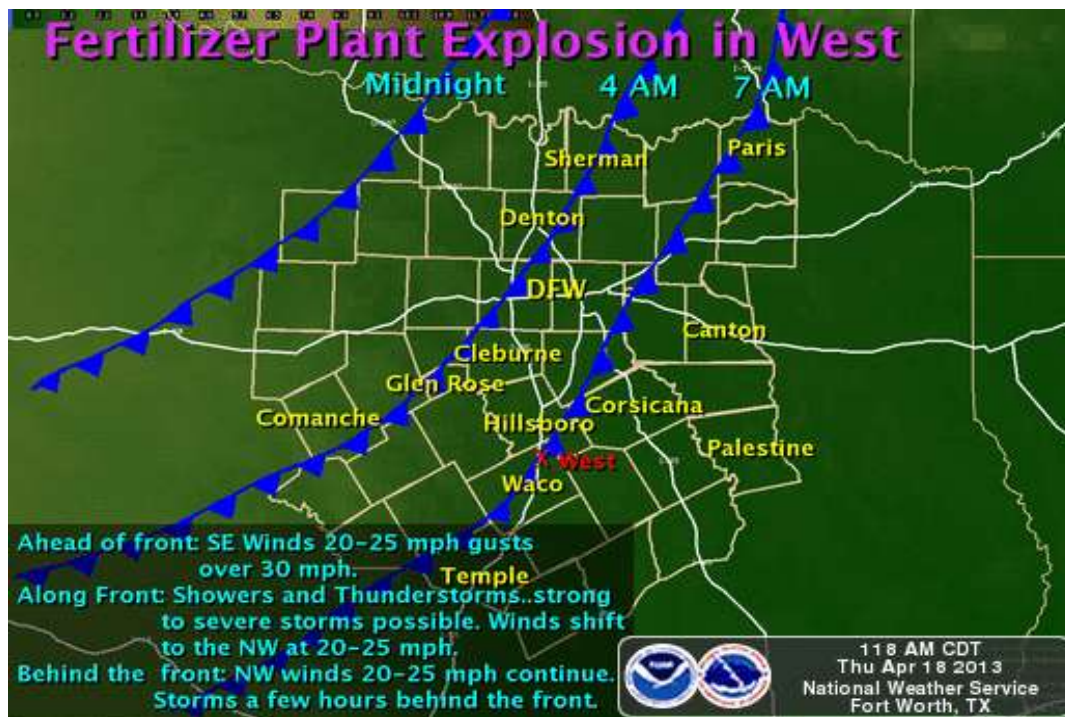 Fertilizer Plant Explosion in West
Midnight
4 AM
7 AM
Sherman
Paris
Denton
DFW
Canton
Cleburne
Glen Rose
Comanche
Corsicana
Hillsboro
Palestine
X West
Waco
Temple
Ahead of front: SE Winds 20-25 mph gusts
over 30 mph.
Along Front: Showers and Thunderstorms..strong
to severe storms possible. Winds shift
to the NW at 20-25 mph.
Behind the front: NW winds 20-25 mph continue.
Storms a few hours behind the front.
118 AM CDT
Thu Apr 18 2013
National Weather Service
Fort Worth, TX